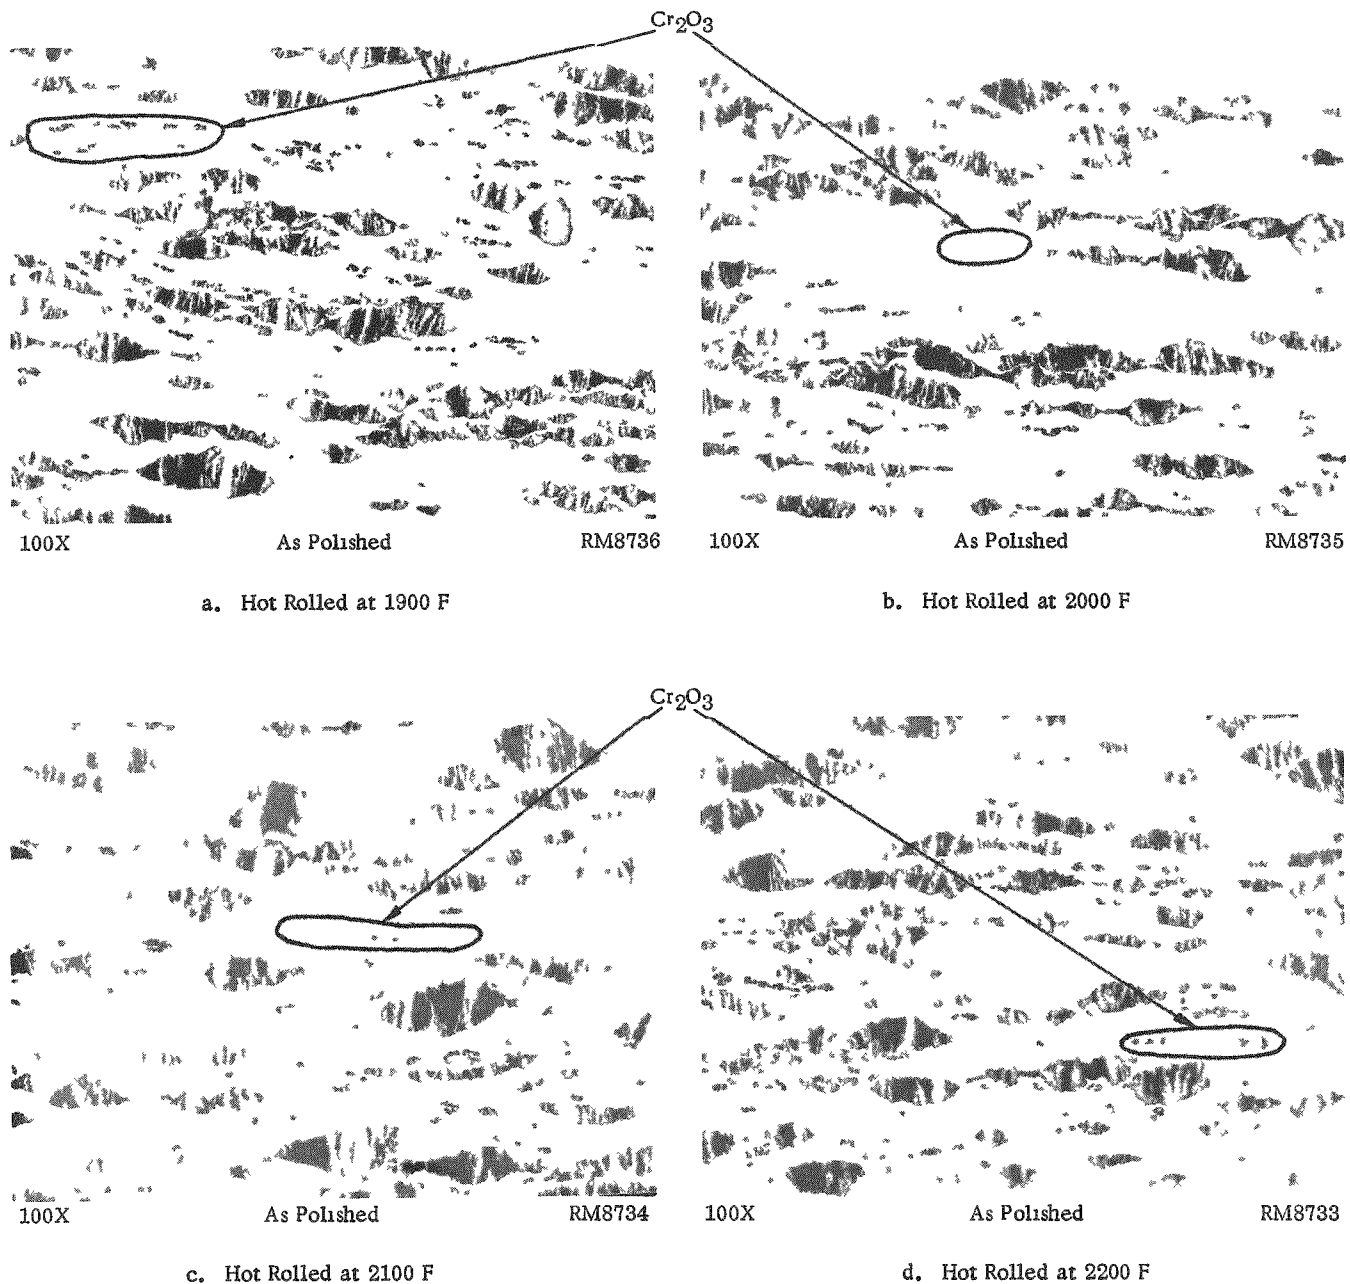 Cr2O3
100X As Polished RM8736
100X As Polished RM8735
a. Hot Rolled at 1900 F
b. Hot Rolled at 2000 F
Cr2O3
100X As Polished RM8734
100X As Polished RM8733
c. Hot Rolled at 2100 F
d. Hot Rolled at 2200 F